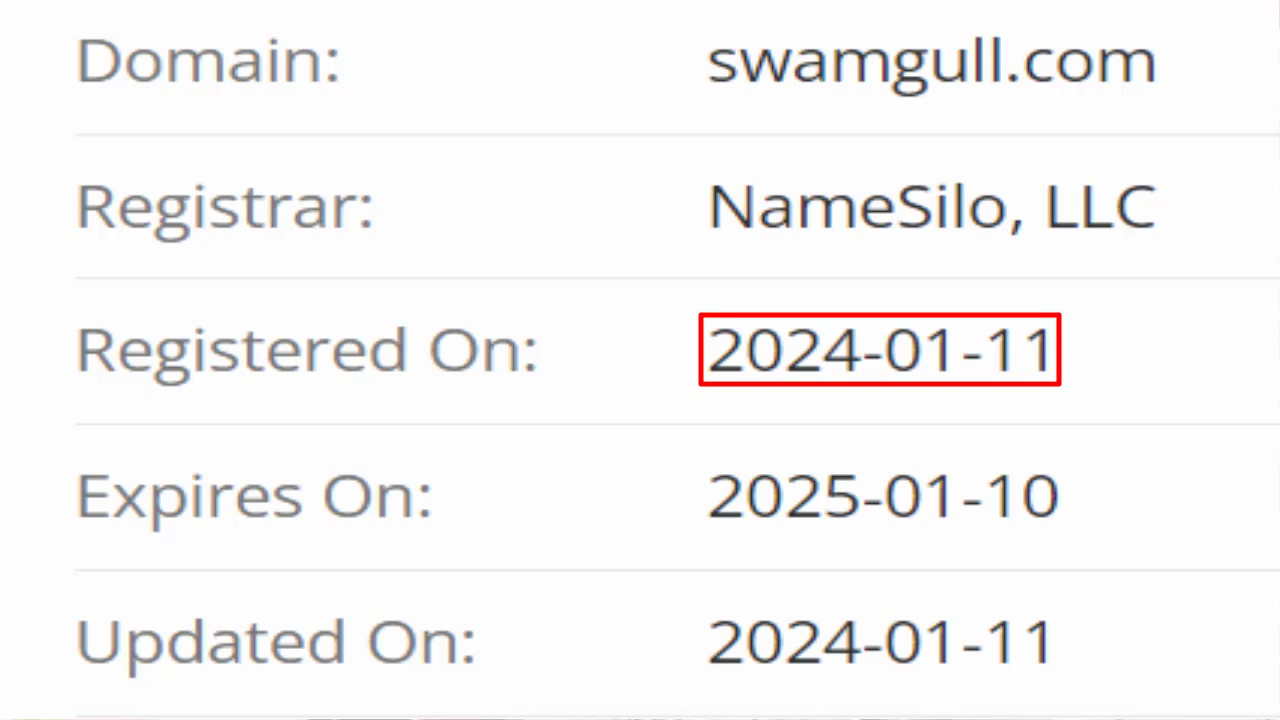 Domain: swamgull.com
Registrar: NameSilo, LLC
Registered On: 2024-01-11
Expires On: 2025-01-10
Updated On: 2024-01-11